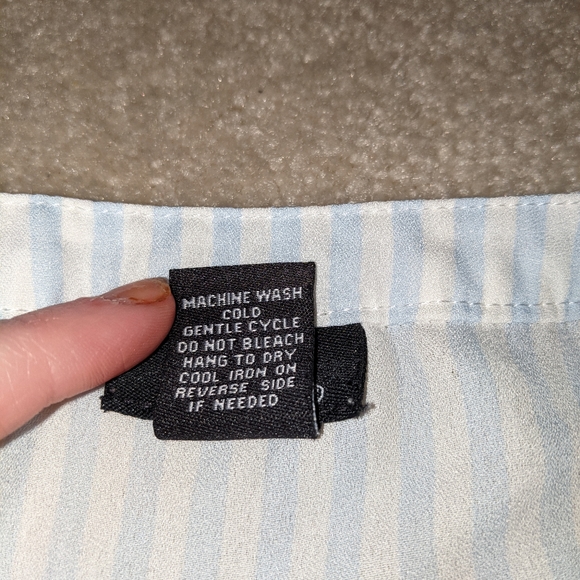 MACHINE WASH
COLD
GENTLE CYCLE
DO NOT BLEACH
HANG TO DRY
COOL IRON ON
REVERSE SIDE
IF NEEDED